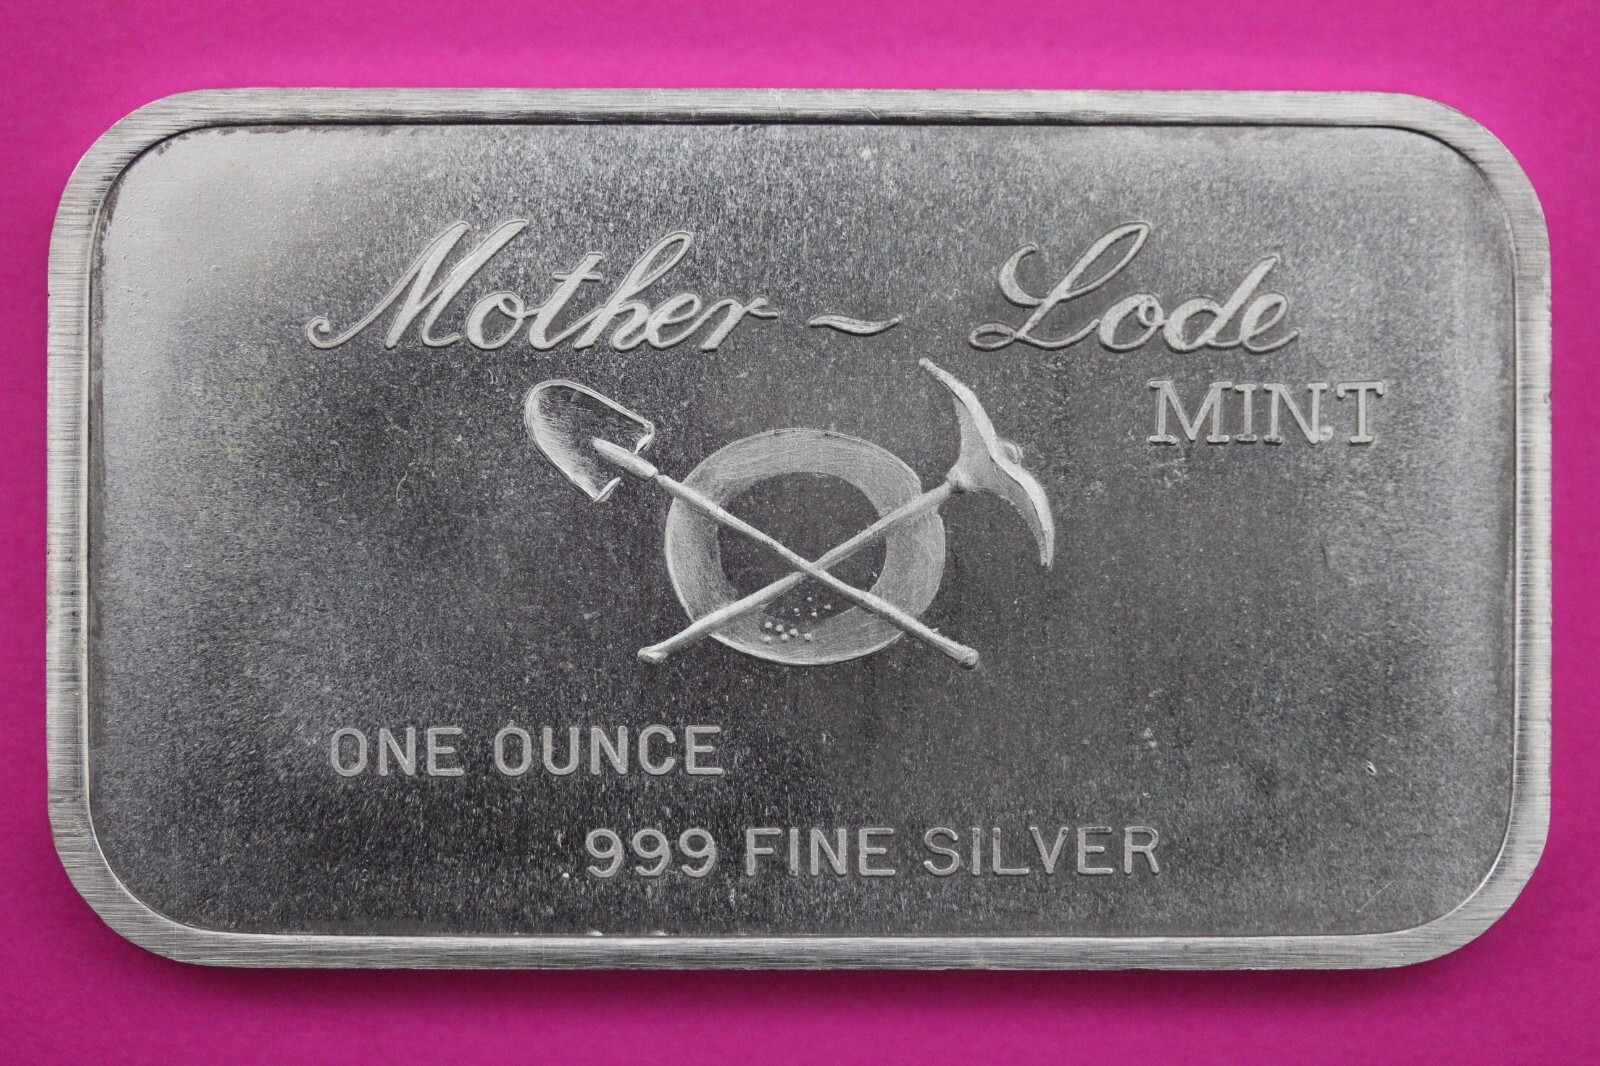 Mother ~ Lode
MINT
ONE OUNCE
999 FINE SILVER